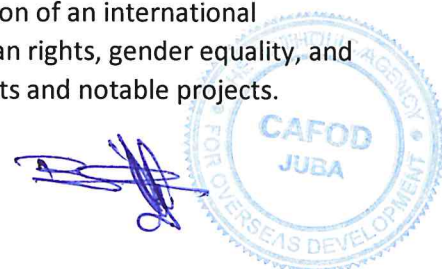 on of an international
an rights, gender equality, and
ts and notable projects.
CATHOLIC AGENCY
CAFOD
JUBA
FOR OVERSEAS DEVELOPMENT